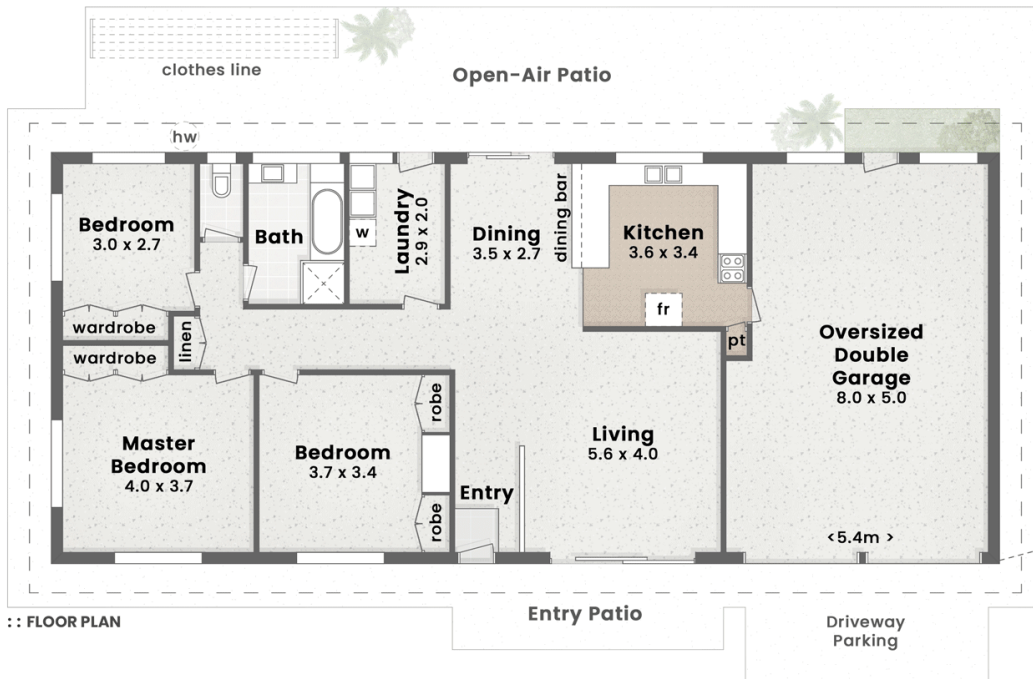 clothes line
Open-Air Patio
hw
Bedroom
3.0 x 2.7
Bath
w
Laundry
2.9 x 2.0
Dining
3.5 x 2.7
dining bar
Kitchen
3.6 x 3.4
fr
pt
wardrobe
wardrobe
linen
Oversized
Double
Garage
8.0 x 5.0
Master
Bedroom
4.0 x 3.7
Bedroom
3.7 x 3.4
robe
robe
Entry
Living
5.6 x 4.0
<5.4m >
Entry Patio
Driveway
Parking
:: FLOOR PLAN